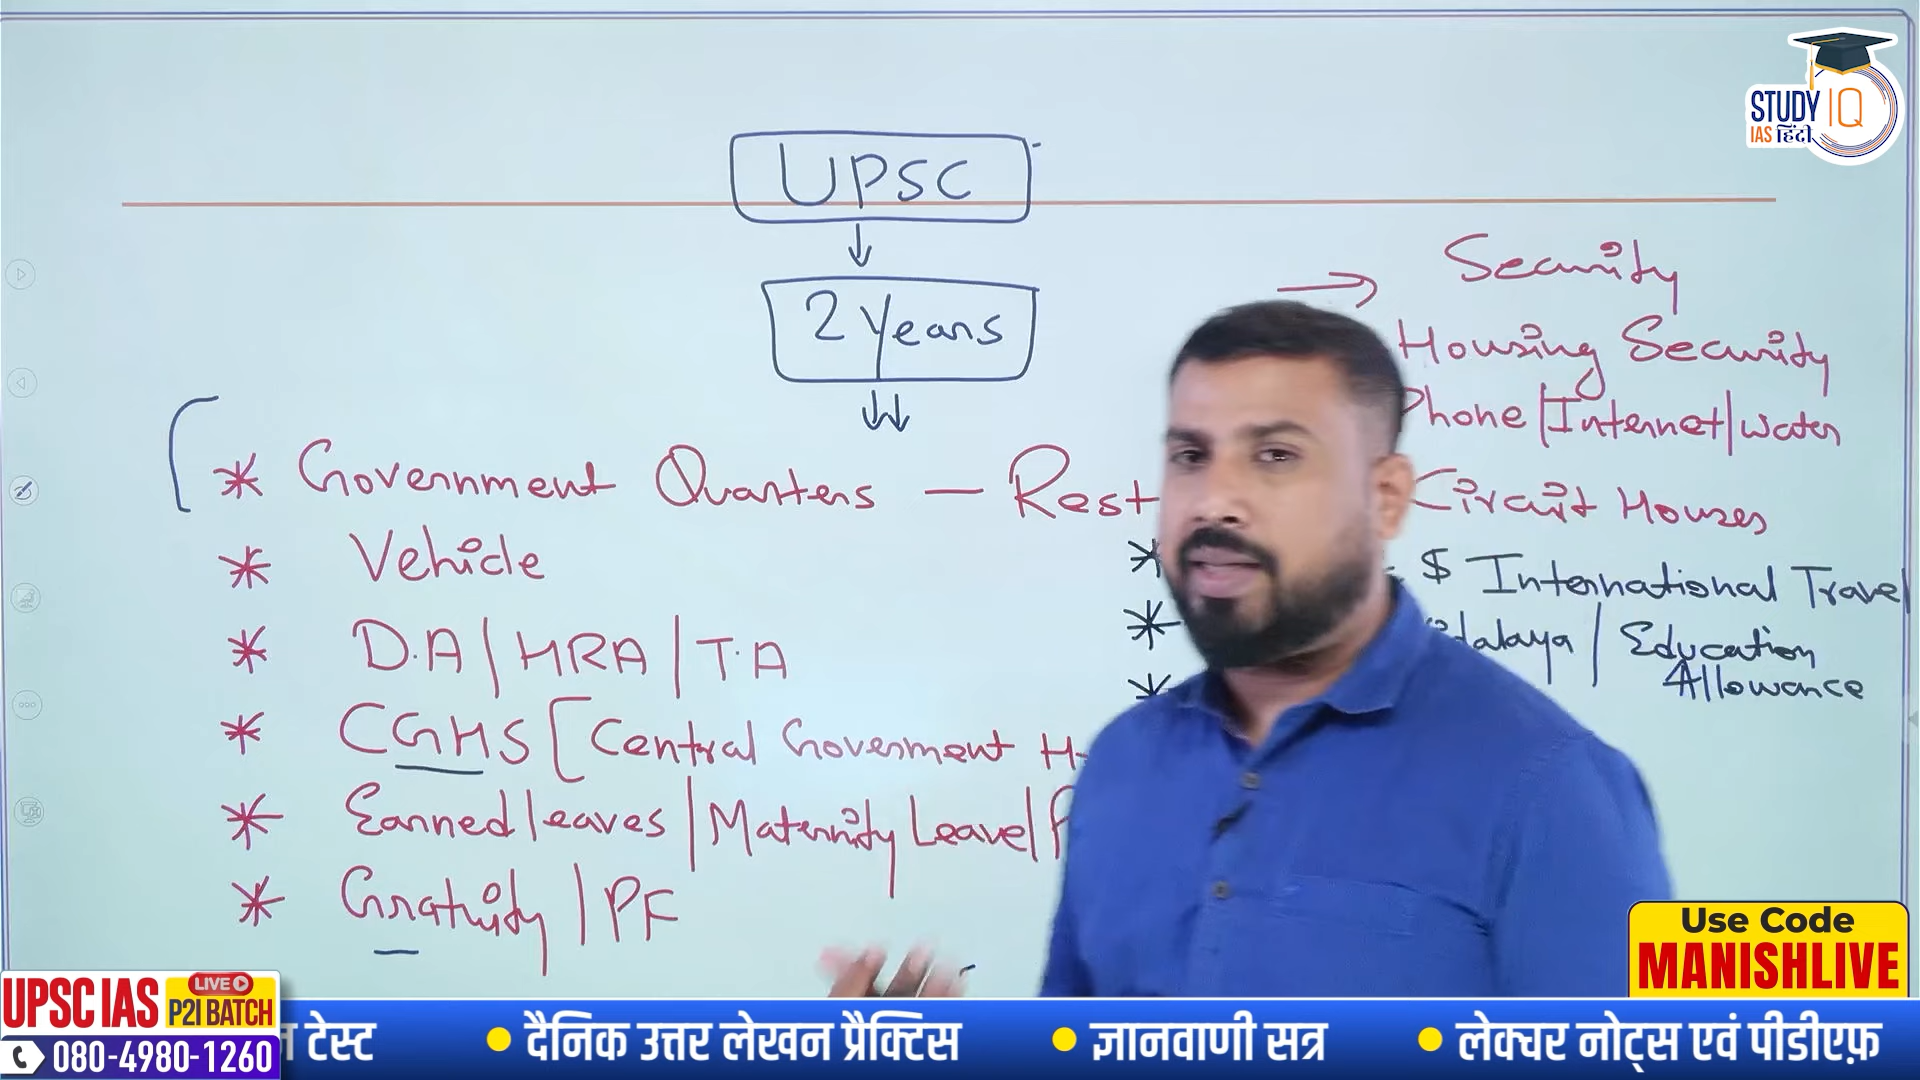 STUDY IQ
IAS हिंदी
UPSC
2 Years
Security
Housing Security
Phone/Internet/water
* Government Quarters — Rest
Circuit Houses
* Vehicle
* $ International Travel
* D.A/HRA/T.A
* dalaya/Education Allowance
* CGHS [Central Government H
* Earned leaves/Maternity Leave/P
* Gratuity/PF
Use Code
MANISHLIVE
UPSC IAS LIVE P2I BATCH
080-4980-1260
टेस्ट • दैनिक उत्तर लेखन प्रैक्टिस • ज्ञानवाणी सत्र • लेक्चर नोट्स एवं पीडीएफ़